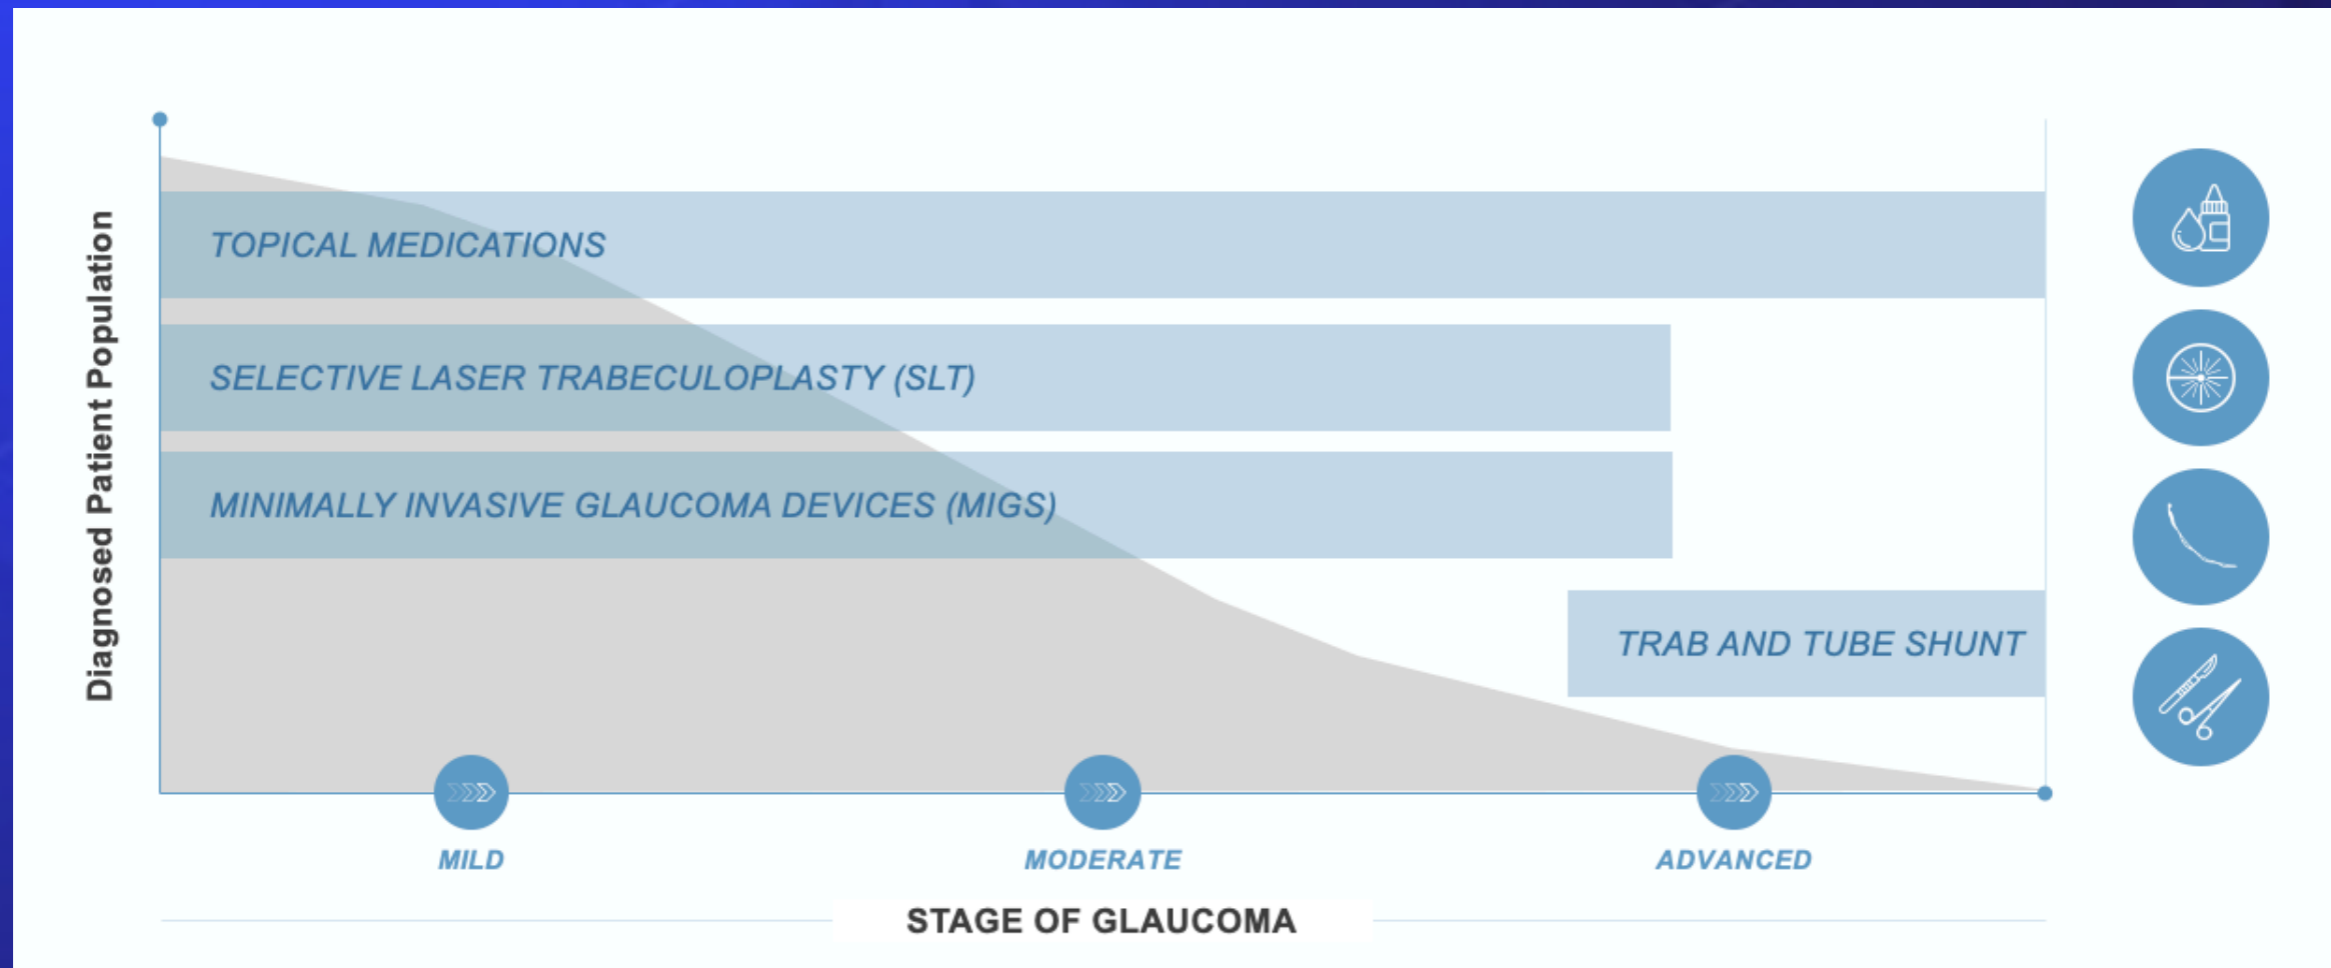 Diagnosed Patient Population
TOPICAL MEDICATIONS
SELECTIVE LASER TRABECULOPLASTY (SLT)
MINIMALLY INVASIVE GLAUCOMA DEVICES (MIGS)
TRAB AND TUBE SHUNT
MILD
MODERATE
ADVANCED
STAGE OF GLAUCOMA